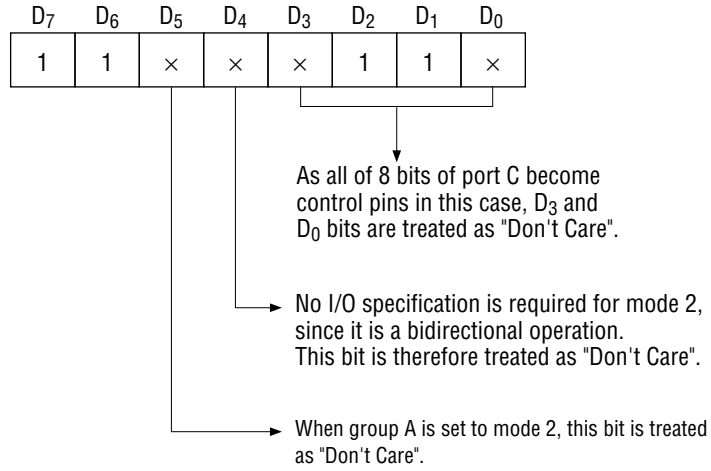 D7 D6 D5 D4 D3 D2 D1 D0
1 1 × × × 1 1 ×
As all of 8 bits of port C become
control pins in this case, D3 and
D0 bits are treated as "Don't Care".
No I/O specification is required for mode 2,
since it is a bidirectional operation.
This bit is therefore treated as "Don't Care".
When group A is set to mode 2, this bit is treated
as "Don't Care".